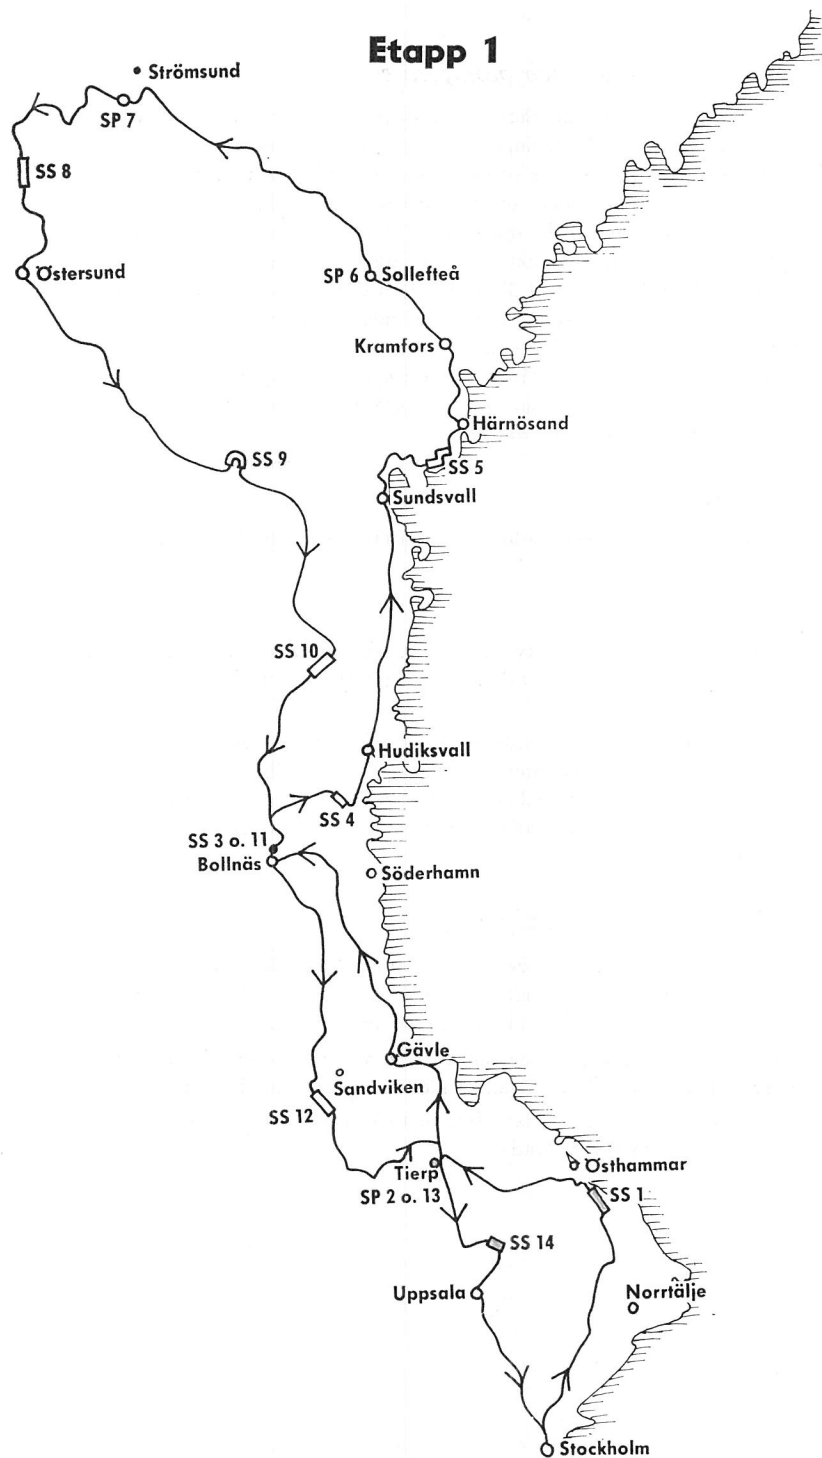 Etapp 1
Strömsund
SP 7
SS 8
Östersund
SP 6 Sollefteå
Kramfors
Härnösand
SS 9
SS 5
Sundsvall
SS 10
Hudiksvall
SS 4
SS 3 o. 11
Bollnäs
Söderhamn
Gävle
Sandviken
SS 12
Tierp
SP 2 o. 13
Östhammar
SS 1
SS 14
Uppsala
Norrtälje
Stockholm